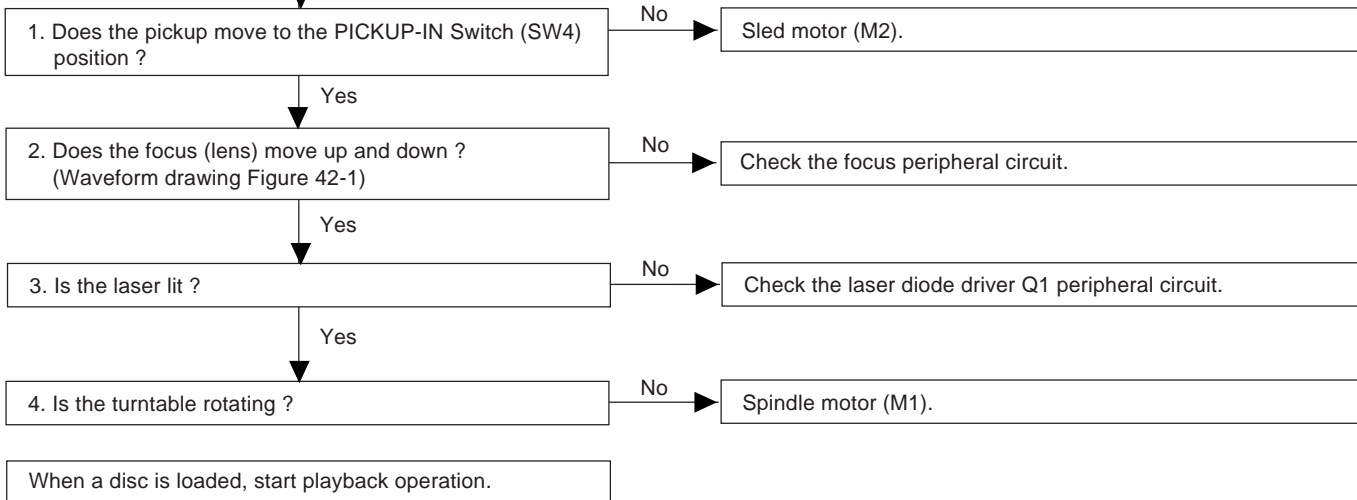 1. Does the pickup move to the PICKUP-IN Switch (SW4)
position ?
No
Sled motor (M2).
Yes
2. Does the focus (lens) move up and down ?
(Waveform drawing Figure 42-1)
No
Check the focus peripheral circuit.
Yes
3. Is the laser lit ?
No
Check the laser diode driver Q1 peripheral circuit.
Yes
4. Is the turntable rotating ?
No
Spindle motor (M1).
When a disc is loaded, start playback operation.